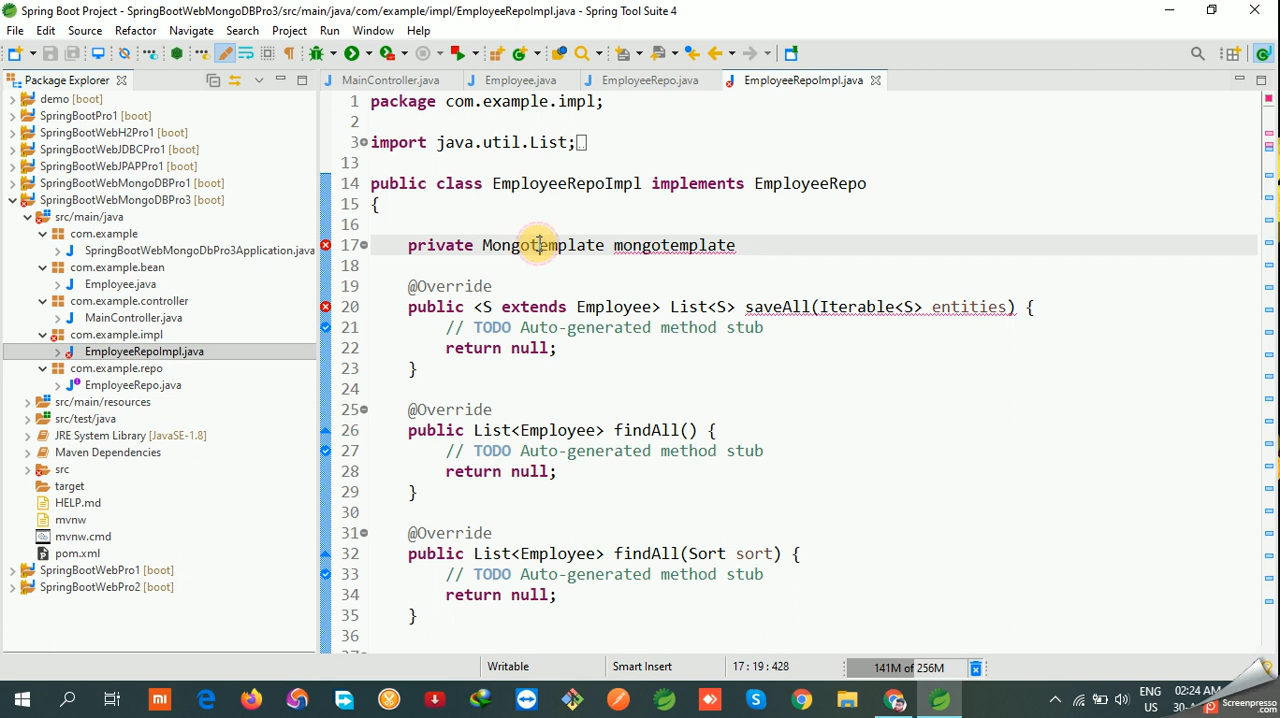 Spring Boot Project - SpringBootWebMongoDBPro3/src/main/java/com/example/impl/EmployeeRepoImpl.java - Spring Tool Suite 4
File Edit Source Refactor Navigate Search Project Run Window Help
Package Explorer
MainController.java Employee.java EmployeeRepo.java EmployeeRepoImpl.java
demo [boot]
SpringBootPro1 [boot]
SpringBootWebH2Pro1 [boot]
SpringBootWebJDBCPro1 [boot]
SpringBootWebJPAPPro1 [boot]
SpringBootWebMongoDBPro1 [boot]
SpringBootWebMongoDBPro3 [boot]
src/main/java
com.example
SpringBootWebMongoDbPro3Application.java
com.example.bean
Employee.java
com.example.controller
MainController.java
com.example.impl
EmployeeRepoImpl.java
com.example.repo
EmployeeRepo.java
src/main/resources
src/test/java
JRE System Library [JavaSE-1.8]
Maven Dependencies
src
target
HELP.md
mvnw
mvnw.cmd
pom.xml
SpringBootWebPro1 [boot]
SpringBootWebPro2 [boot]
1 package com.example.impl;
2
3 import java.util.List;
13
14 public class EmployeeRepoImpl implements EmployeeRepo
15 {
16
17 private Mongotemplate mongotemplate
18
19 @Override
20 public <S extends Employee> List<S> saveAll(Iterable<S> entities) {
21 // TODO Auto-generated method stub
22 return null;
23 }
24
25 @Override
26 public List<Employee> findAll() {
27 // TODO Auto-generated method stub
28 return null;
29 }
30
31 @Override
32 public List<Employee> findAll(Sort sort) {
33 // TODO Auto-generated method stub
34 return null;
35 }
36
Writable Smart Insert 17 : 19 : 428 141M of 256M
ENG
US
02:24 AM
Screenpresso
.com